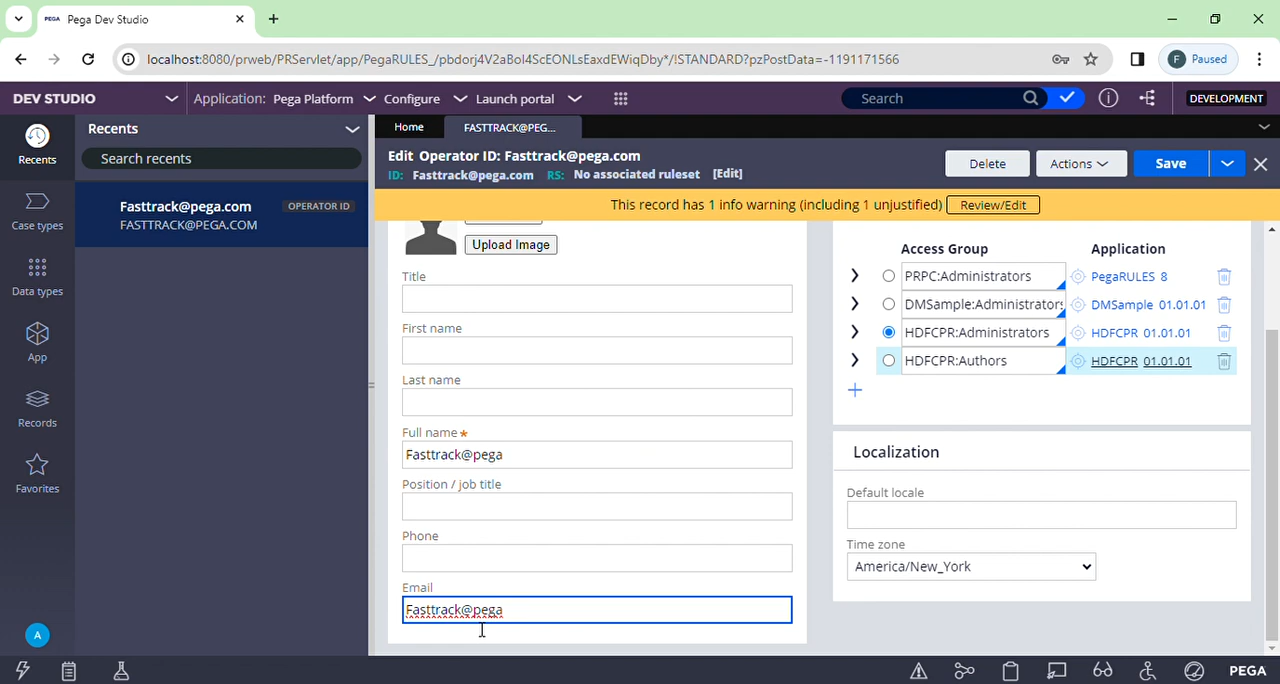 PEGA Pega Dev Studio
localhost:8080/prweb/PRServlet/app/PegaRULES_/pbdorj4V2aBol4ScEONLsEaxdEWiqDby*/!STANDARD?pzPostData=-1191171566
F Paused
DEV STUDIO
Application: Pega Platform
Configure
Launch portal
Search
DEVELOPMENT
Recents
Case types
Data types
App
Records
Favorites
A
Recents
Search recents
Fasttrack@pega.com OPERATOR ID
FASTTRACK@PEGA.COM
Home
FASTTRACK@PEG...
Edit Operator ID: Fasttrack@pega.com
ID: Fasttrack@pega.com RS: No associated ruleset [Edit]
Delete
Actions
Save
This record has 1 info warning (including 1 unjustified) Review/Edit
Upload Image
Title
First name
Last name
Full name★
Fasttrack@pega
Position / job title
Phone
Email
Fasttrack@pega
Access Group Application
PRPC:Administrators PegaRULES 8
DMSample:Administrators DMSample 01.01.01
HDFCPR:Administrators HDFCPR 01.01.01
HDFCPR:Authors HDFCPR 01.01.01
Localization
Default locale
Time zone
America/New_York
PEGA